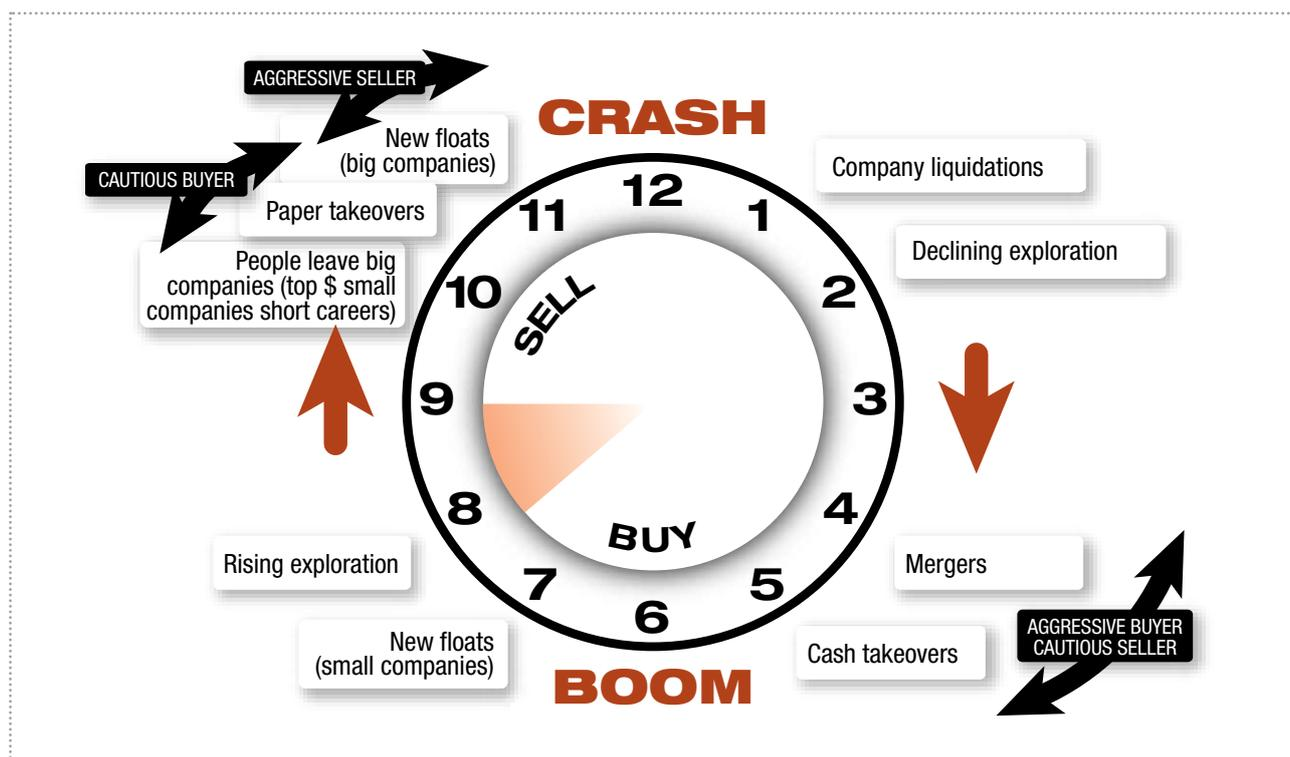 AGGRESSIVE SELLER
CRASH
New floats
(big companies)
CAUTIOUS BUYER
Paper takeovers
People leave big
companies (top $ small
companies short careers)
Company liquidations
Declining exploration
12
1
2
3
4
5
6
7
8
9
10
11
SELL
BUY
Rising exploration
New floats
(small companies)
BOOM
Mergers
Cash takeovers
AGGRESSIVE BUYER
CAUTIOUS SELLER